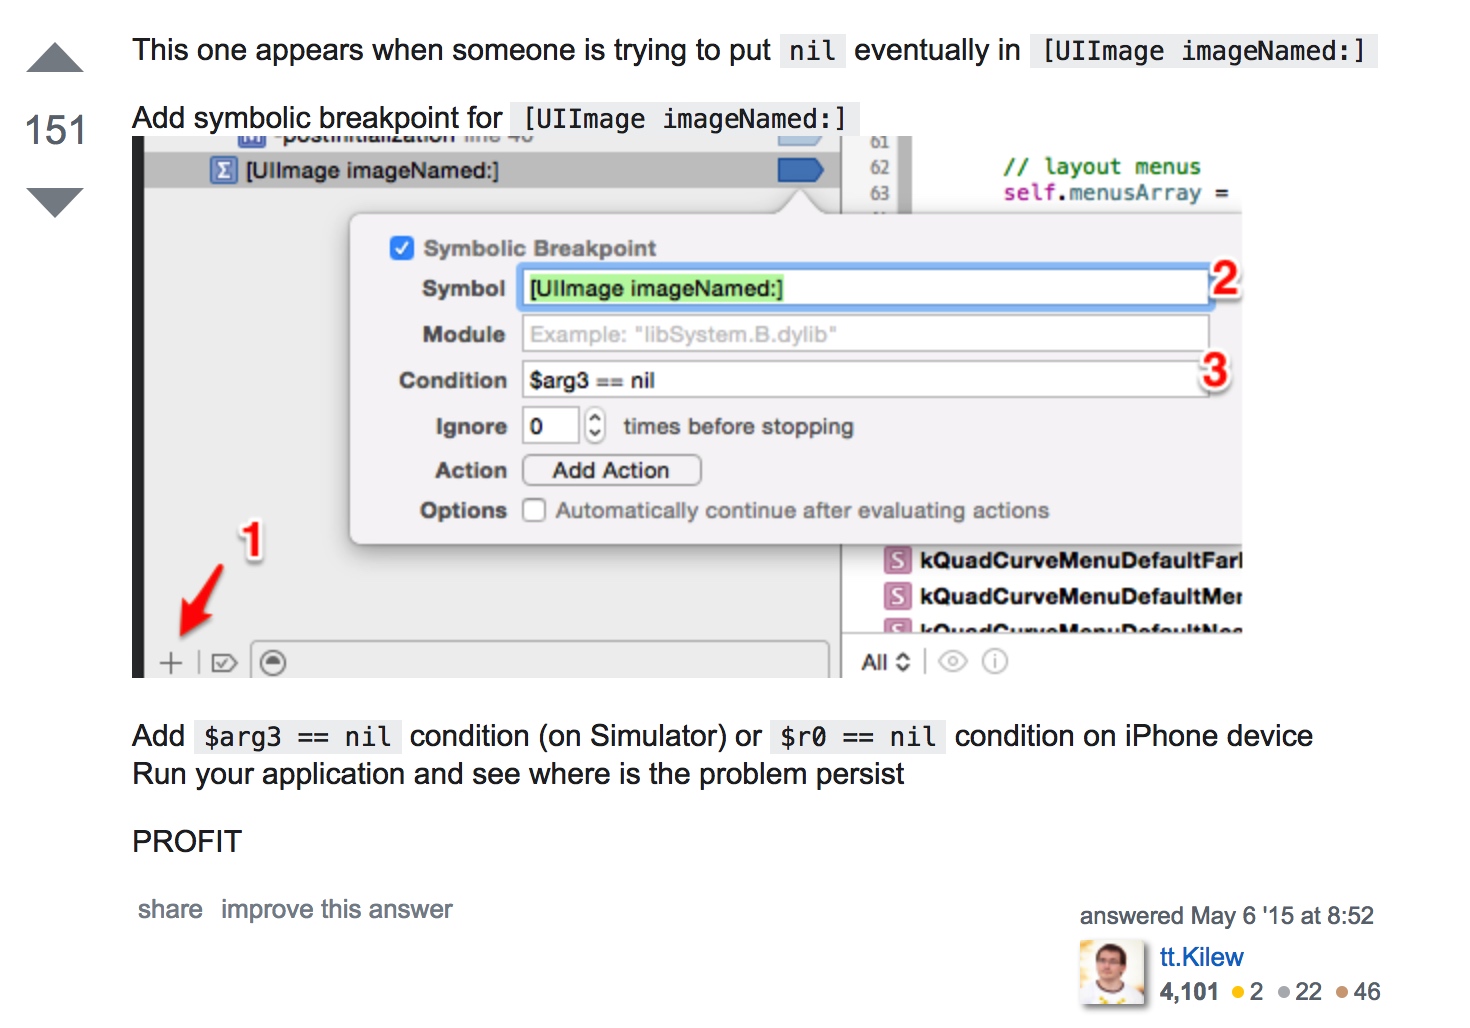 This one appears when someone is trying to put nil eventually in [UIImage imageNamed:]
151
Add symbolic breakpoint for [UIImage imageNamed:]
-postInitialization line 46
61
[UIImage imageNamed:]
62 // layout menus
63 self.menusArray =
Symbolic Breakpoint
Symbol [UIImage imageNamed:] 2
Module Example: "libSystem.B.dylib"
Condition $arg3 == nil 3
Ignore 0 times before stopping
Action Add Action
Options Automatically continue after evaluating actions
1
S kQuadCurveMenuDefaultFarI
S kQuadCurveMenuDefaultMer
S kQuadCurveMenuDefaultNea
All
Add $arg3 == nil condition (on Simulator) or $r0 == nil condition on iPhone device
Run your application and see where is the problem persist
PROFIT
share improve this answer
answered May 6 '15 at 8:52
tt.Kilew
4,101 2 22 46